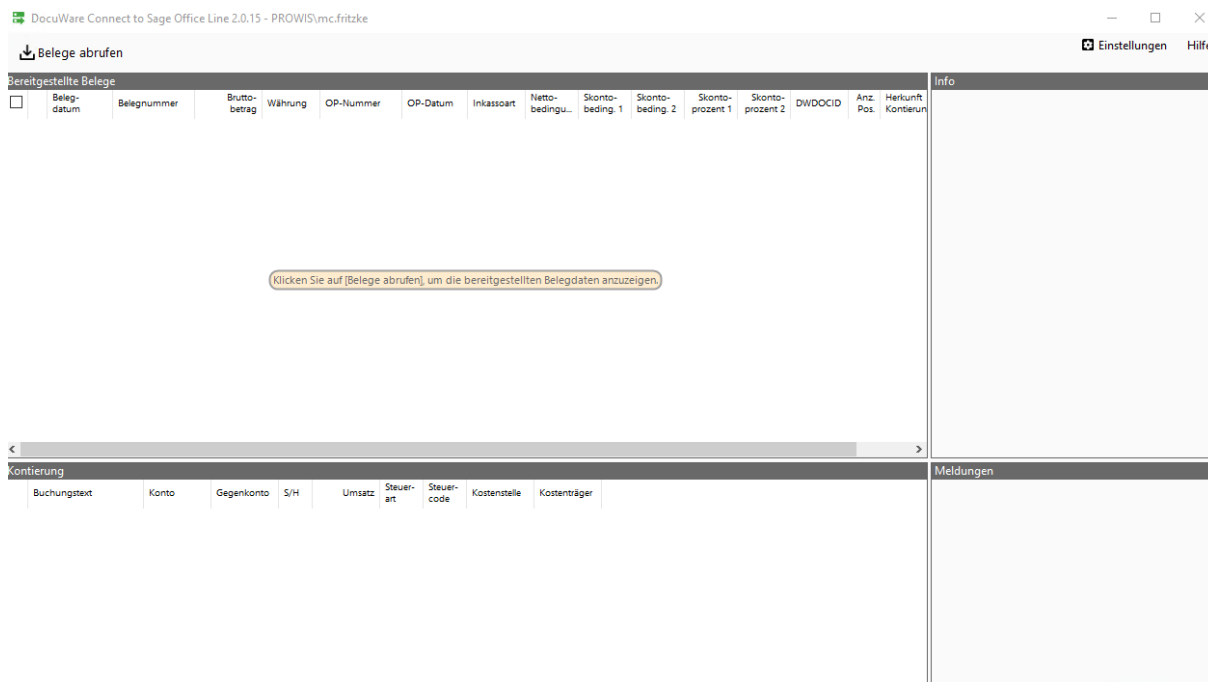 DocuWare Connect to Sage Office Line 2.0.15 - PROWIS\mc.fritzke
Belege abrufen
Einstellungen
Hilfe
Bereitgestellte Belege
Beleg-
datum
Belegnummer
Brutto-
betrag
Währung
OP-Nummer
OP-Datum
Inkassoart
Netto-
bedingu...
Skonto-
beding. 1
Skonto-
beding. 2
Skonto-
prozent 1
Skonto-
prozent 2
DWDOCID
Anz.
Pos.
Herkunft
Kontierun
Info
Klicken Sie auf [Belege abrufen], um die bereitgestellten Belegdaten anzuzeigen.
Kontierung
Buchungstext
Konto
Gegenkonto
S/H
Umsatz
Steuer-
art
Steuer-
code
Kostenstelle
Kostenträger
Meldungen